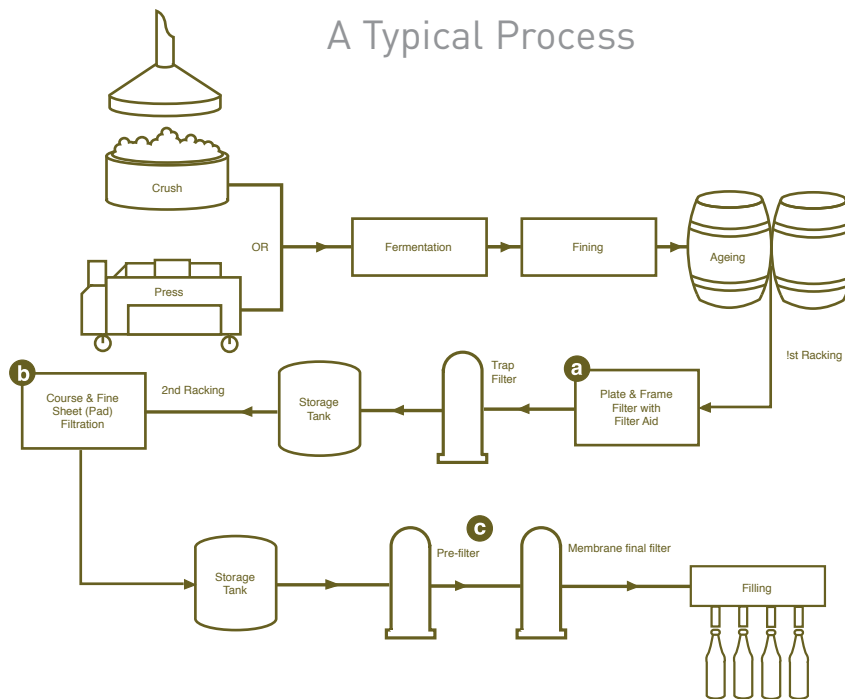 A Typical Process
Crush
OR
Press
Fermentation
Fining
Ageing
!st Racking
a
Plate & Frame
Filter with
Filter Aid
Trap
Filter
Storage
Tank
2nd Racking
b
Course & Fine
Sheet (Pad)
Filtration
Storage
Tank
Pre-filter
c
Membrane final filter
Filling